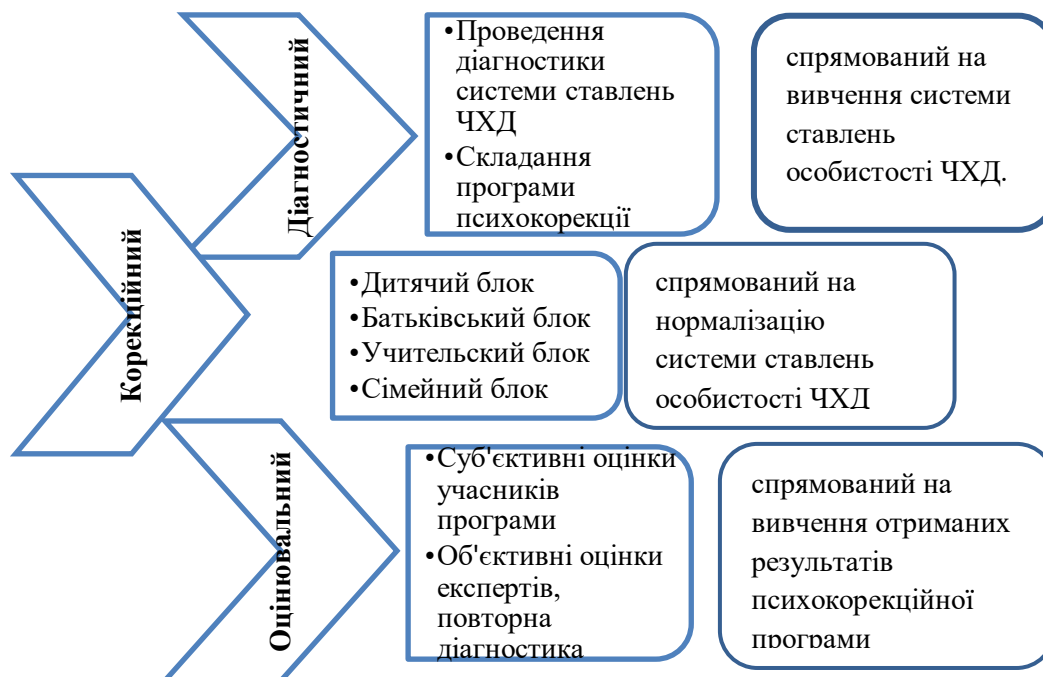 Діагностичний
•Проведення
діагностики
системи ставлень
ЧХД
•Складання
програми
психокорекції
спрямований на
вивчення системи
ставлень
особистості ЧХД.
Корекційний
•Дитячий блок
•Батьківський блок
•Учительский блок
•Сімейний блок
спрямований на
нормалізацію
системи ставлень
особистості ЧХД
Оцінювальний
•Суб'єктивні оцінки
учасників
програми
•Об'єктивні оцінки
експертів,
повторна
діагностика
спрямований на
вивчення отриманих
результатів
психокорекційної
програми